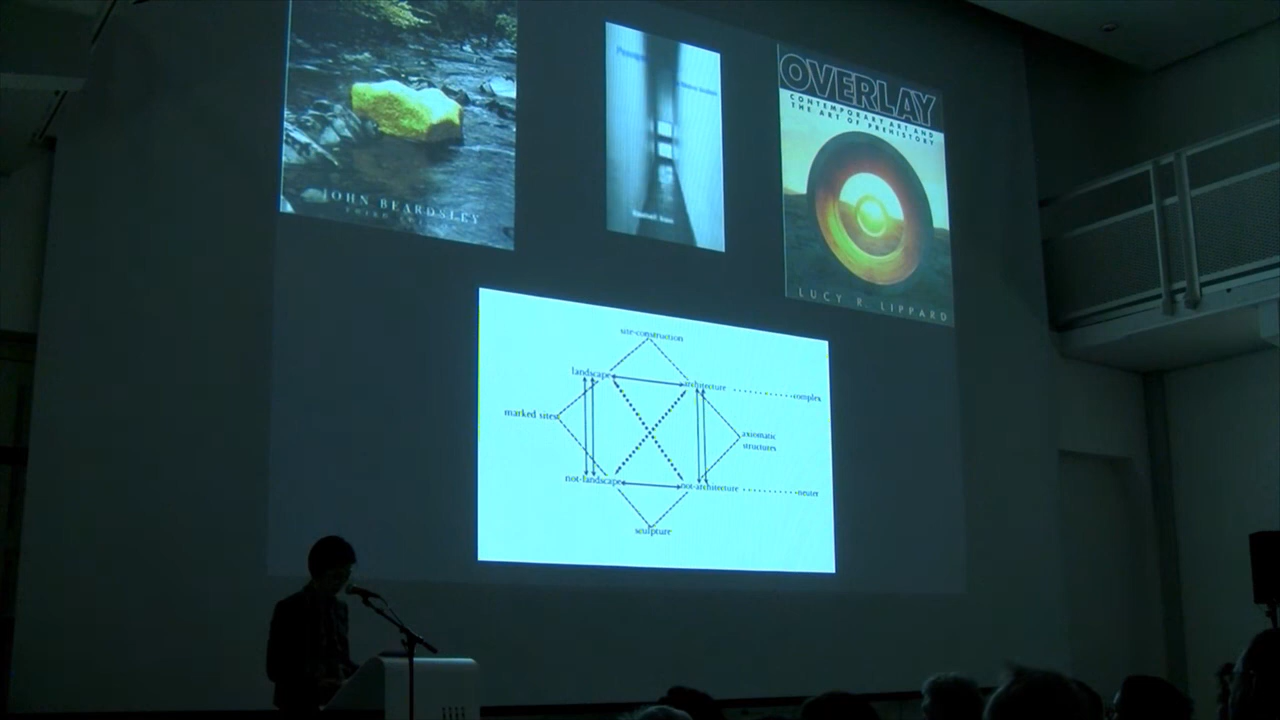 JOHN BEARDSLEY
OVERLAY
CONTEMPORARY ART AND
THE ART OF PREHISTORY
LUCY R. LIPPARD
site-construction
landscape
architecture
complex
marked sites
axiomatic
structures
not-landscape
not-architecture
neuter
sculpture